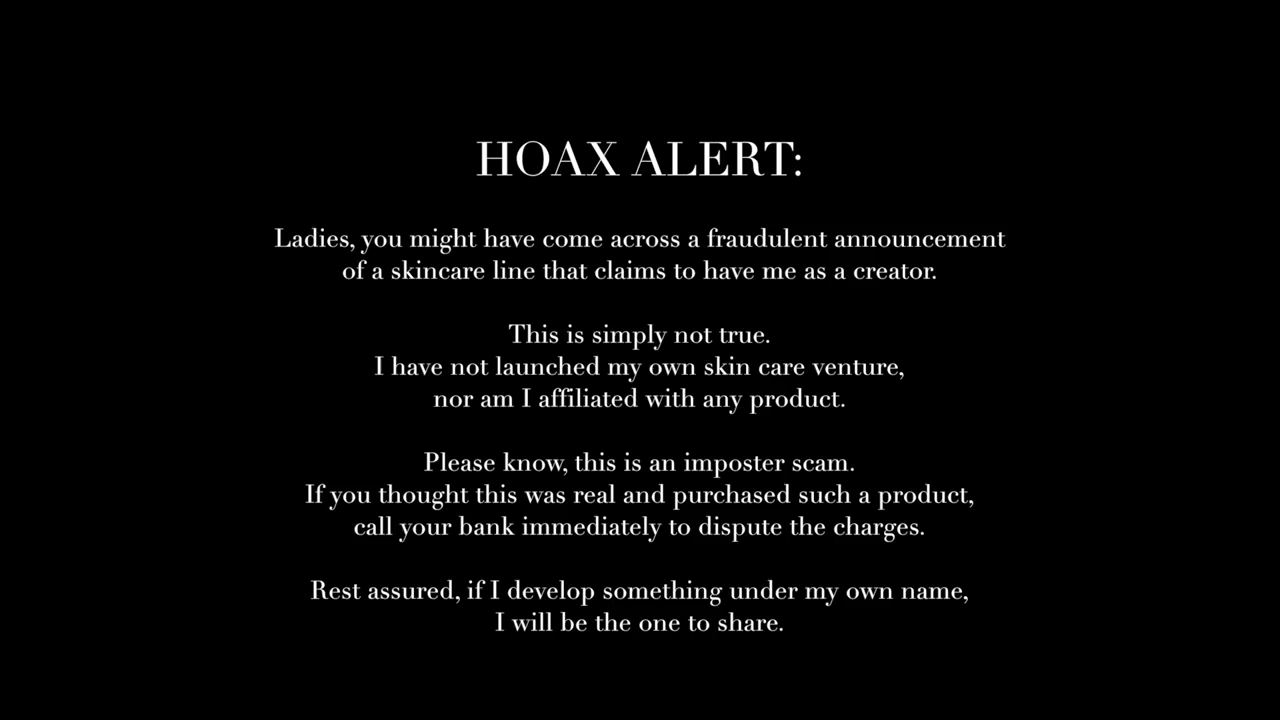 HOAX ALERT:
Ladies, you might have come across a fraudulent announcement
of a skincare line that claims to have me as a creator.
This is simply not true.
I have not launched my own skin care venture,
nor am I affiliated with any product.
Please know, this is an imposter scam.
If you thought this was real and purchased such a product,
call your bank immediately to dispute the charges.
Rest assured, if I develop something under my own name,
I will be the one to share.